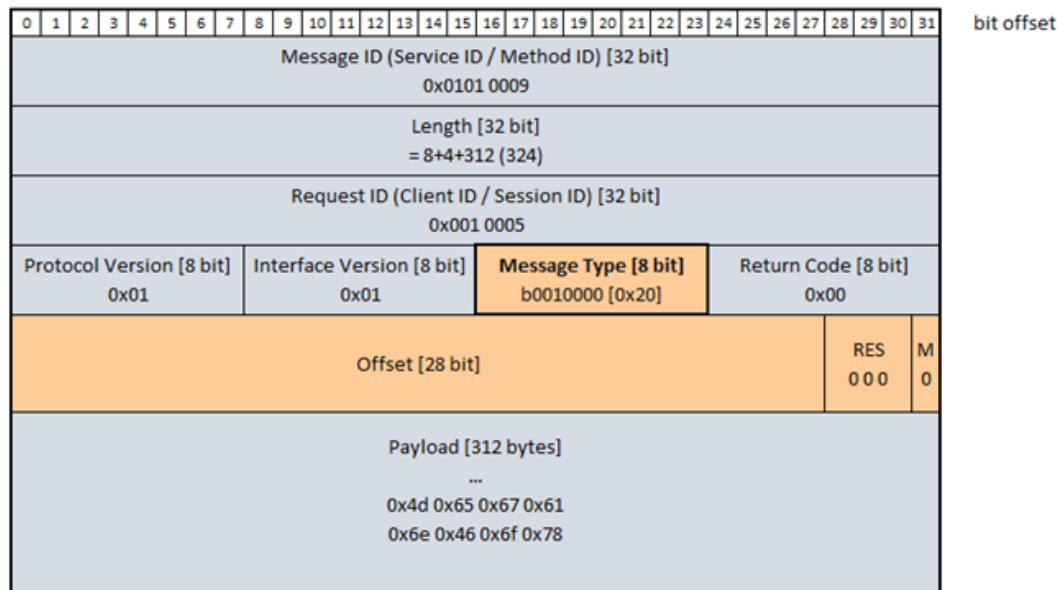 0 1 2 3 4 5 6 7 8 9 10 11 12 13 14 15 16 17 18 19 20 21 22 23 24 25 26 27 28 29 30 31 bit offset
Message ID (Service ID / Method ID) [32 bit]
0x0101 0009
Length [32 bit]
= 8+4+312 (324)
Request ID (Client ID / Session ID) [32 bit]
0x001 0005
Protocol Version [8 bit] Interface Version [8 bit] Message Type [8 bit] Return Code [8 bit]
0x01 0x01 b0010000 [0x20] 0x00
Offset [28 bit]
RES M
0 0 0 0
Payload [312 bytes]
...
0x4d 0x65 0x67 0x61
0x6e 0x46 0x6f 0x78